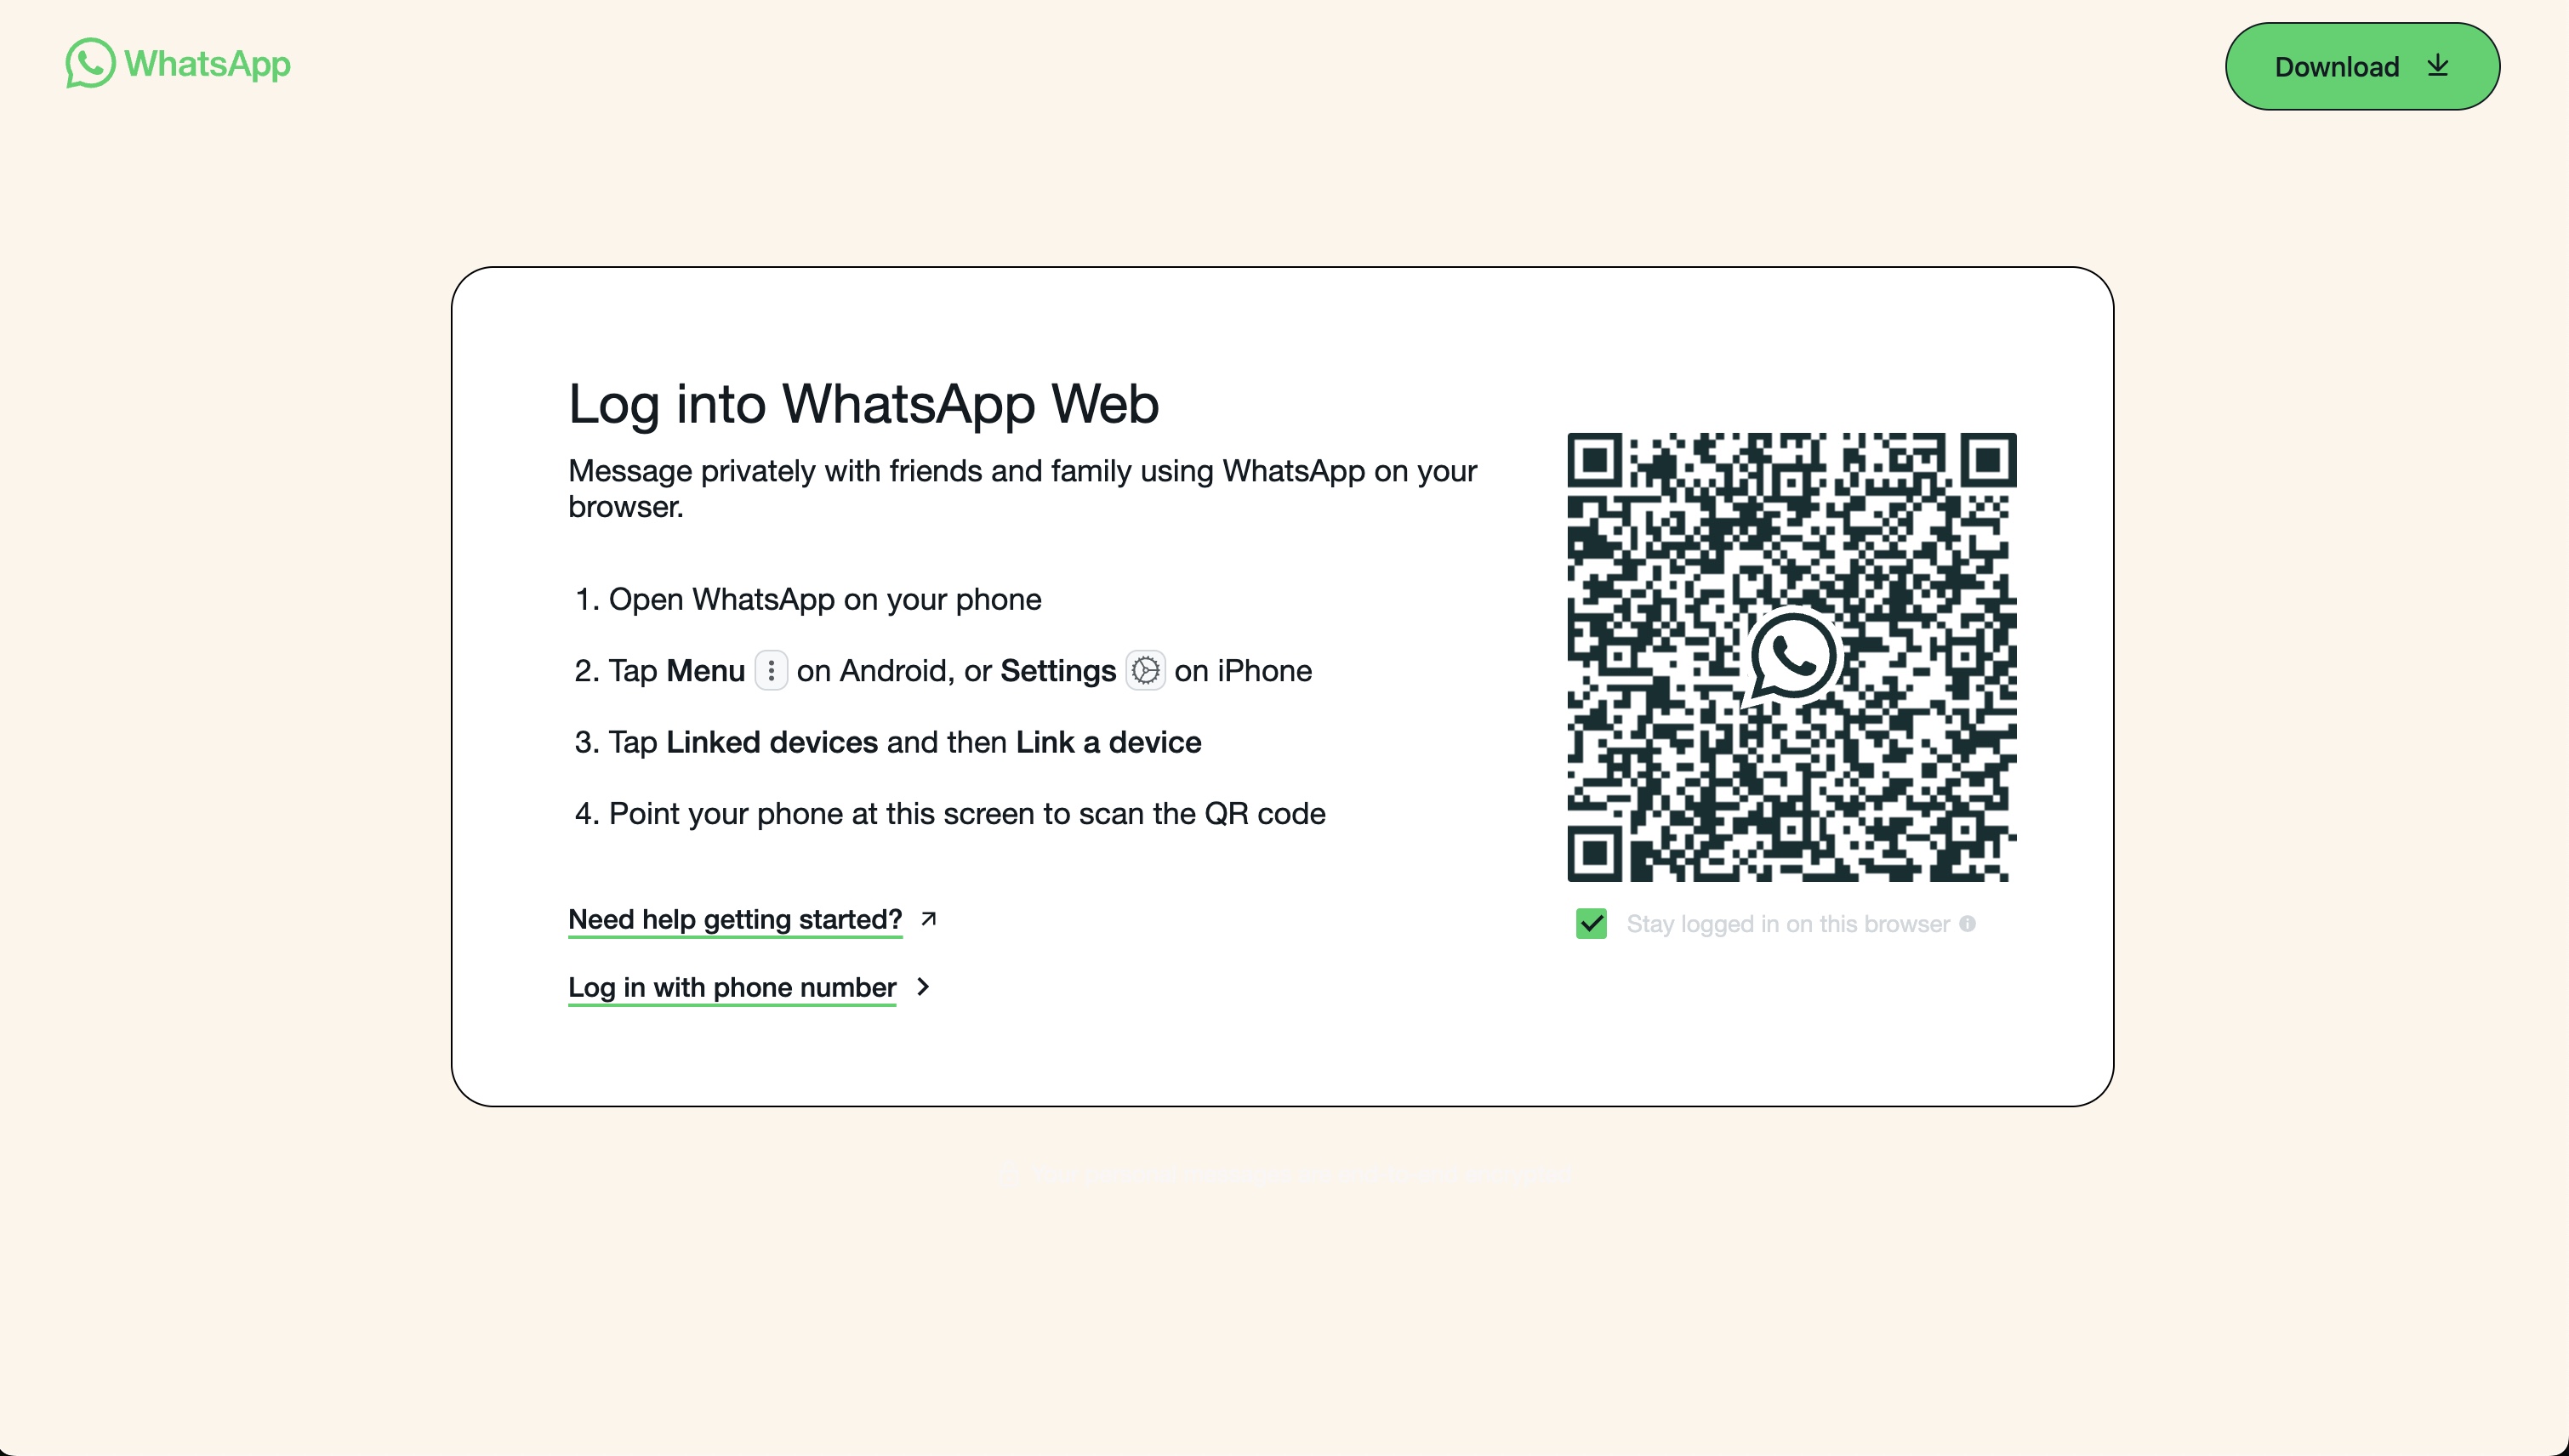 WhatsApp
Download
Log into WhatsApp Web
Message privately with friends and family using WhatsApp on your
browser.
1. Open WhatsApp on your phone
2. Tap Menu on Android, or Settings on iPhone
3. Tap Linked devices and then Link a device
4. Point your phone at this screen to scan the QR code
Need help getting started?
Log in with phone number
Stay logged in on this browser